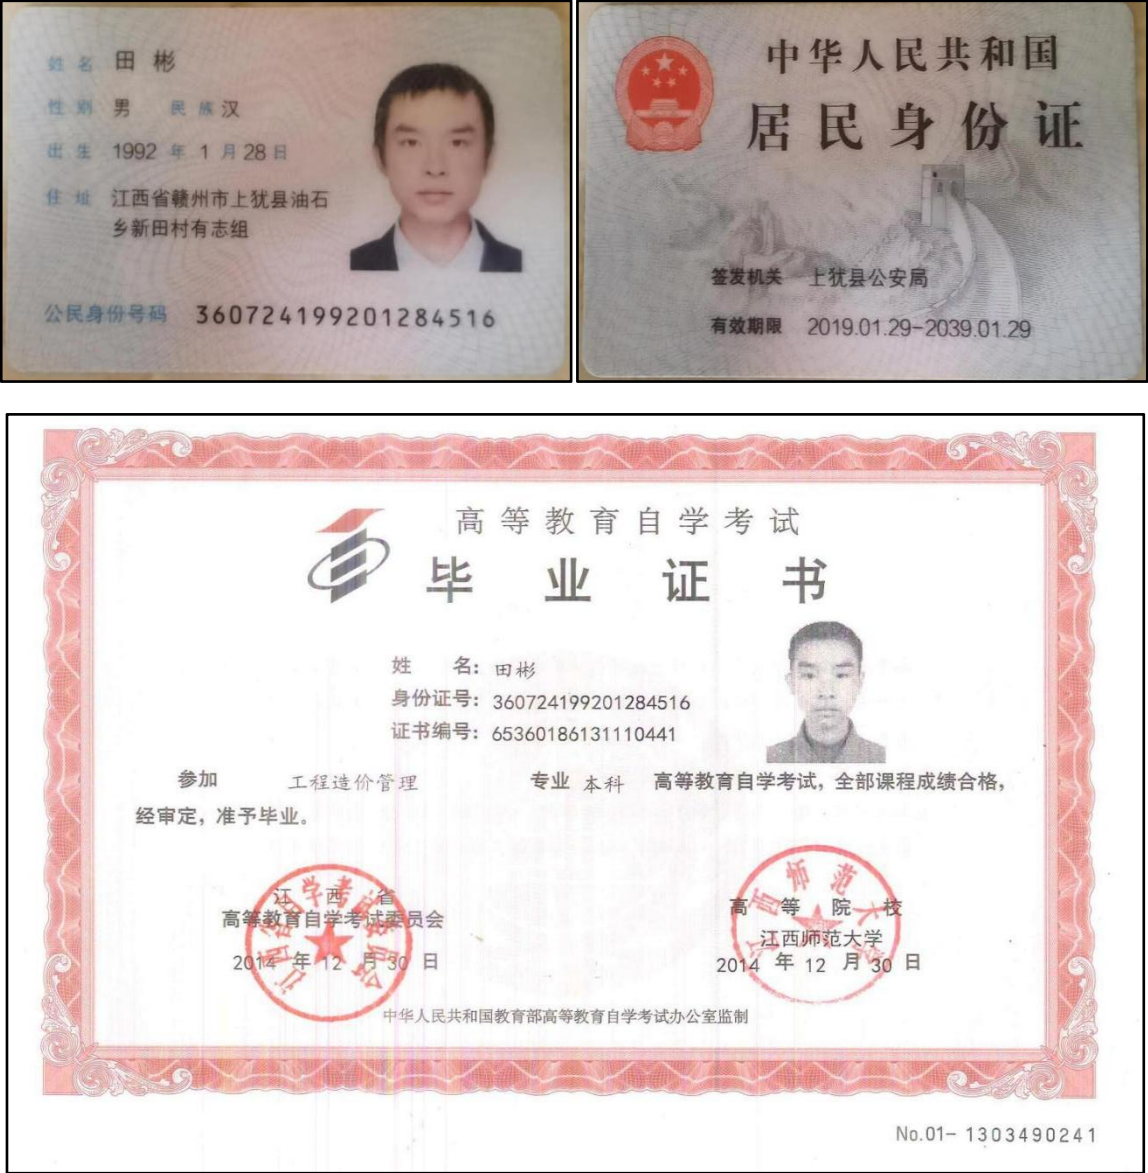 姓名 田彬
性别 男 民族 汉
出生 1992 年 1 月 28 日
住址 江西省赣州市上犹县油石
乡新田村有志组
公民身份号码 360724199201284516
中华人民共和国
居民身份证
签发机关 上犹县公安局
有效期限 2019.01.29-2039.01.29
高等教育自学考试
毕业证书
姓 名: 田彬
身份证号: 360724199201284516
证书编号: 65360186131110441
参加 工程造价管理 专业 本科 高等教育自学考试，全部课程成绩合格，
经审定，准予毕业。
江西省
高等教育自学考试委员会
2014 年 12 月 30 日
高等院校
江西师范大学
2014 年 12 月 30 日
江西师范大学
中华人民共和国教育部高等教育自学考试办公室监制
No.01- 1303490241